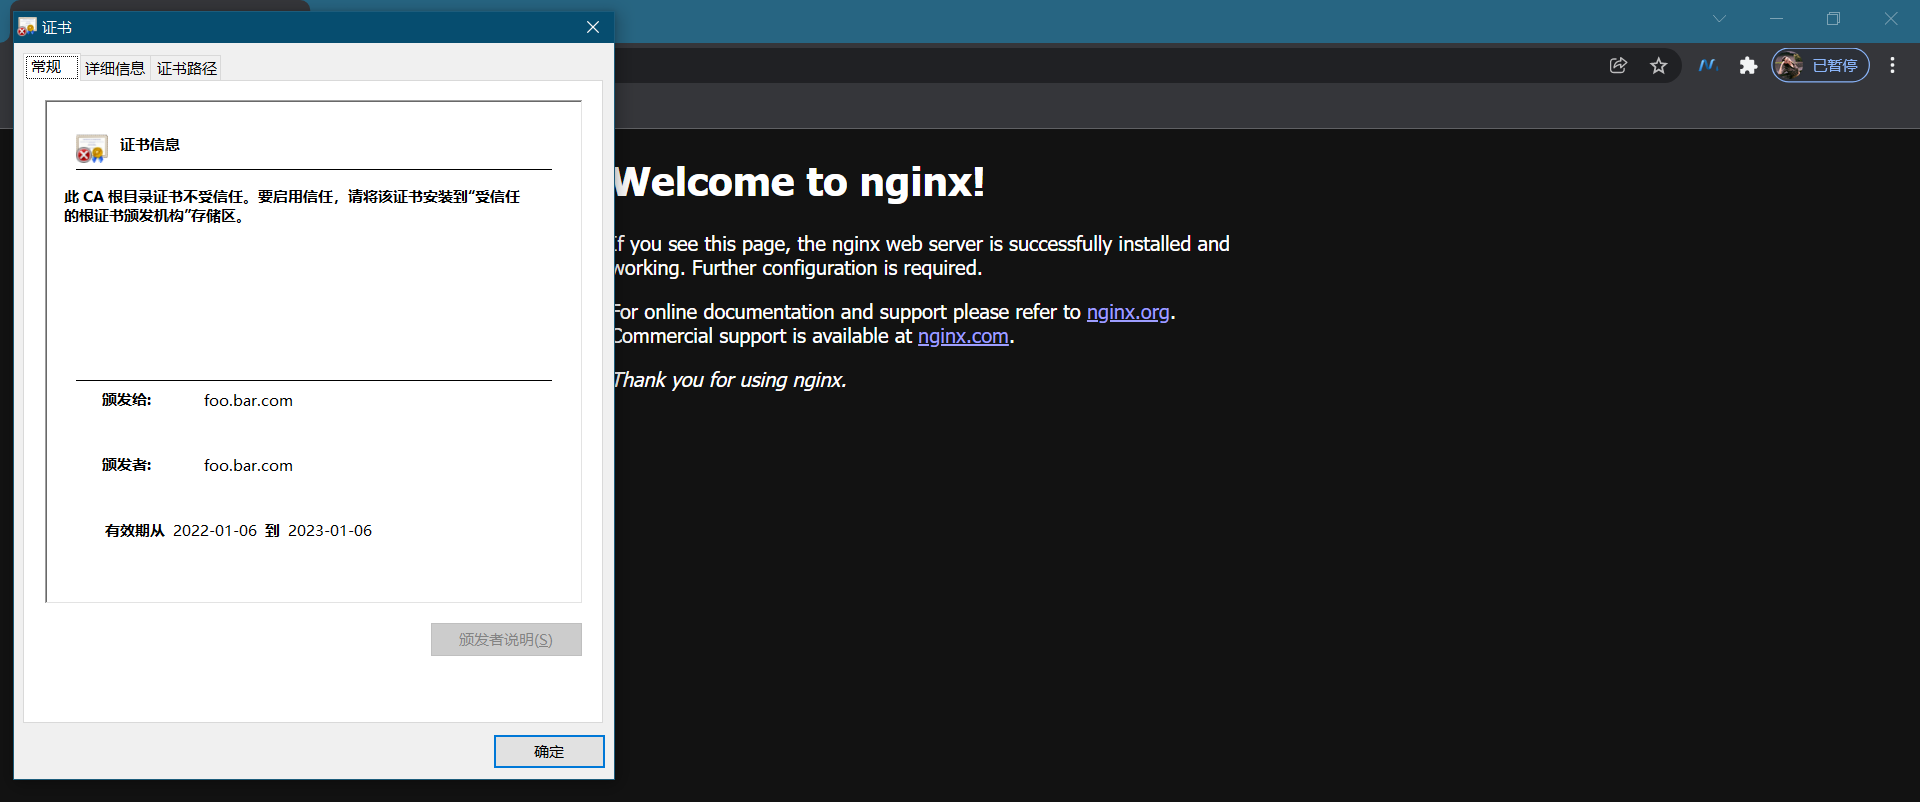 证书
常规
详细信息
证书路径
证书信息
此 CA 根目录证书不受信任。要启用信任，请将该证书安装到“受信任
的根证书颁发机构”存储区。
颁发给:
foo.bar.com
颁发者:
foo.bar.com
有效期从 2022-01-06 到 2023-01-06
颁发者说明(S)
确定
已暂停
Welcome to nginx!
If you see this page, the nginx web server is successfully installed and
working. Further configuration is required.
For online documentation and support please refer to nginx.org.
Commercial support is available at nginx.com.
Thank you for using nginx.